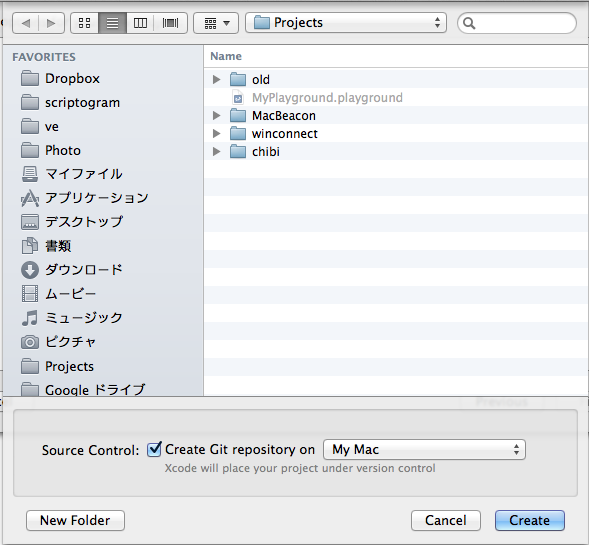 Projects
FAVORITES
Dropbox
scriptogram
ve
Photo
マイファイル
アプリケーション
デスクトップ
書類
ダウンロード
ムービー
ミュージック
ピクチャ
Projects
Google ドライブ
Name
old
MyPlayground.playground
MacBeacon
winconnect
chibi
Previous
Source Control: Create Git repository on My Mac
Xcode will place your project under version control
New Folder Cancel Create